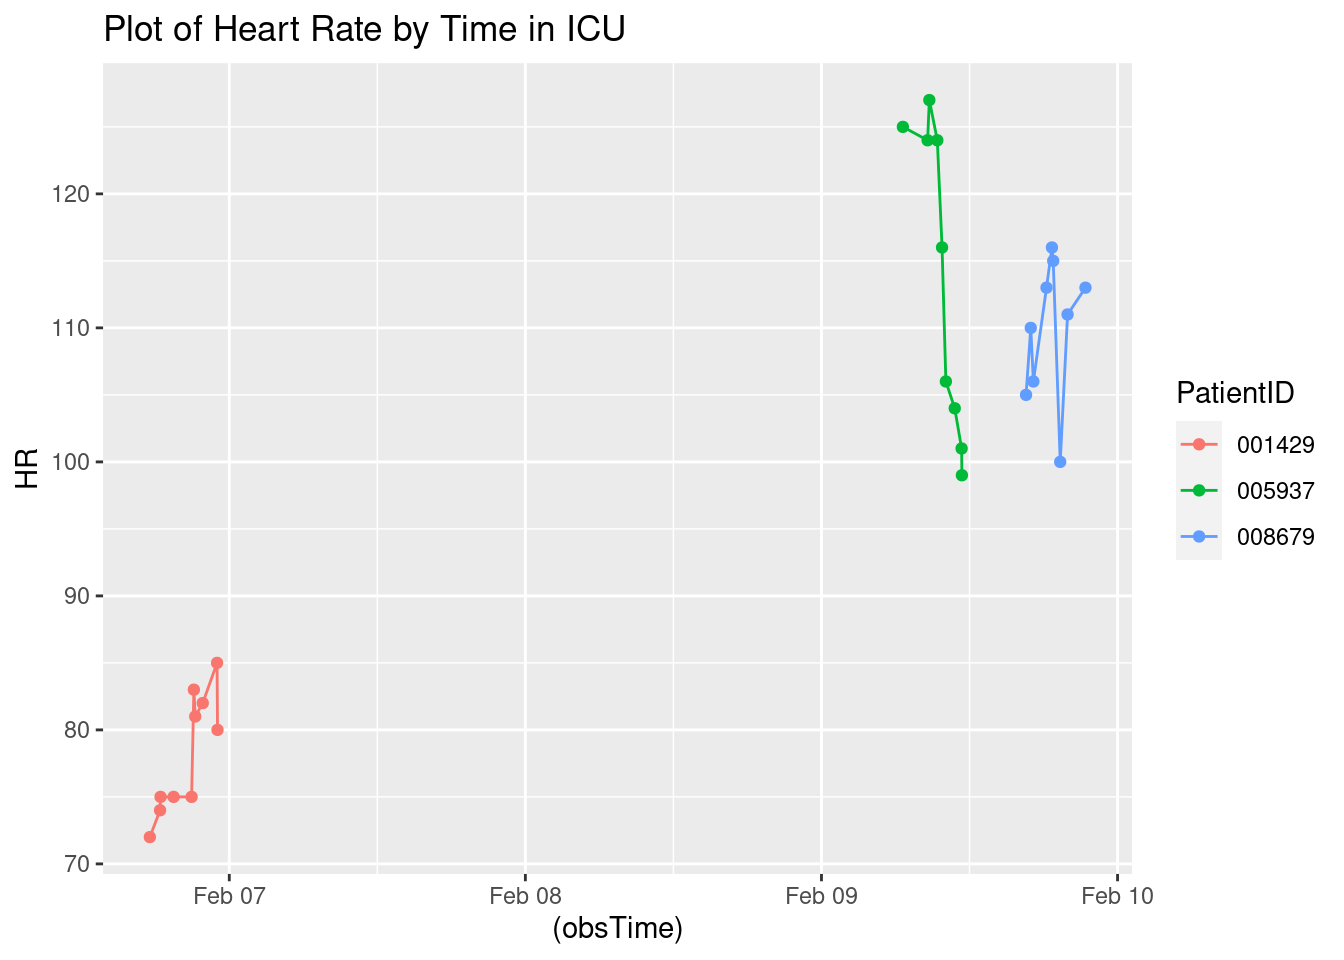 Plot of Heart Rate by Time in ICU
HR
120
110
100
90
80
70
Feb 07
Feb 08
Feb 09
Feb 10
(obsTime)
PatientID
001429
005937
008679